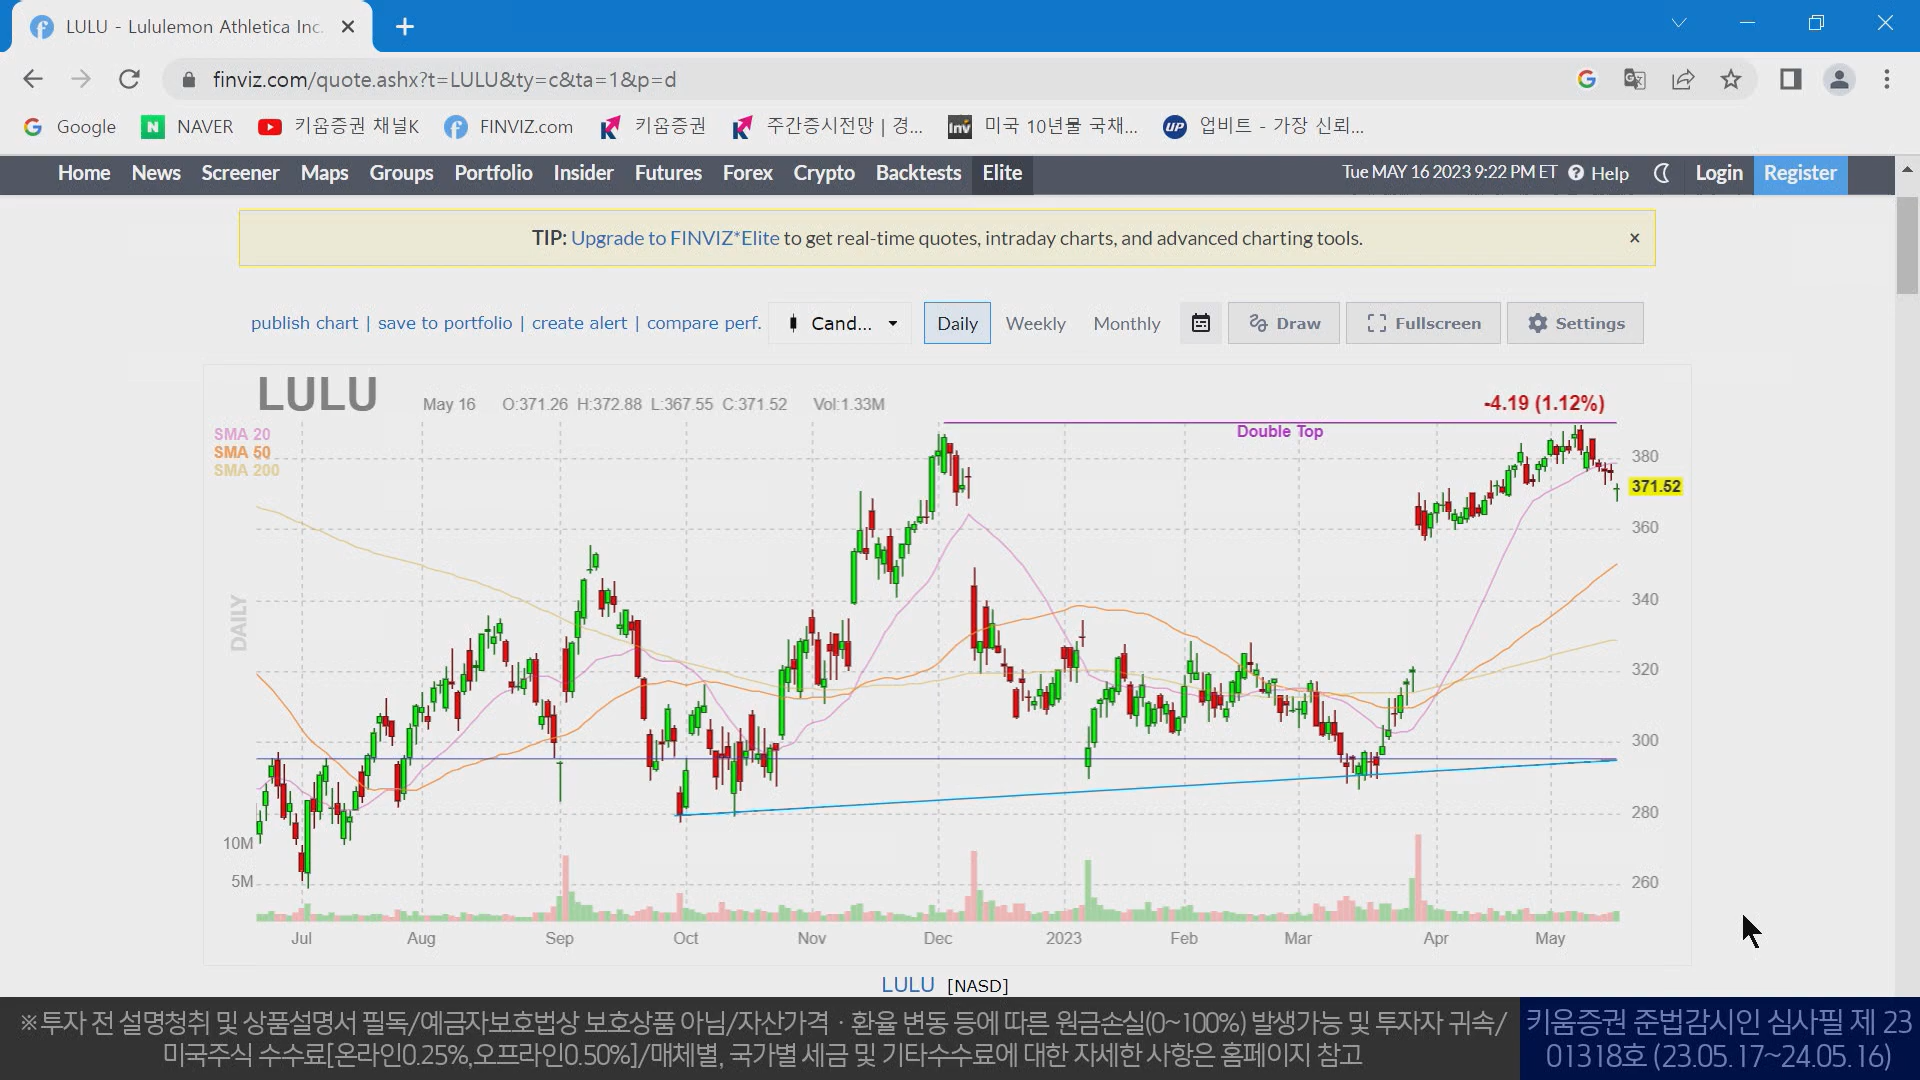 LULU - Lululemon Athletica Inc.
finviz.com/quote.ashx?t=LULU&ty=c&ta=1&p=d
Google NAVER 키움증권 채널K FINVIZ.com 키움증권 주간증시전망 | 경... Inv 미국 10년물 국채... UP 업비트 - 가장 신뢰...
Home News Screener Maps Groups Portfolio Insider Futures Forex Crypto Backtests Elite Tue MAY 16 2023 9:22 PM ET Help Login Register
TIP: Upgrade to FINVIZ*Elite to get real-time quotes, intraday charts, and advanced charting tools.
publish chart | save to portfolio | create alert | compare perf. Cand... Daily Weekly Monthly Draw Fullscreen Settings
LULU May 16 O:371.26 H:372.88 L:367.55 C:371.52 Vol:1.33M -4.19 (1.12%)
SMA 20
SMA 50
SMA 200
Double Top
380
371.52
360
340
DAILY
320
300
280
10M
5M
260
Jul Aug Sep Oct Nov Dec 2023 Feb Mar Apr May
LULU [NASD]
※투자 전 설명청취 및 상품설명서 필독/예금자보호법상 보호상품 아님/자산가격 · 환율 변동 등에 따른 원금손실(0~100%) 발생가능 및 투자자 귀속/
미국주식 수수료[온라인0.25%,오프라인0.50%]/매체별, 국가별 세금 및 기타수수료에 대한 자세한 사항은 홈페이지 참고
키움증권 준법감시인 심사필 제 23
01318호 (23.05.17~24.05.16)